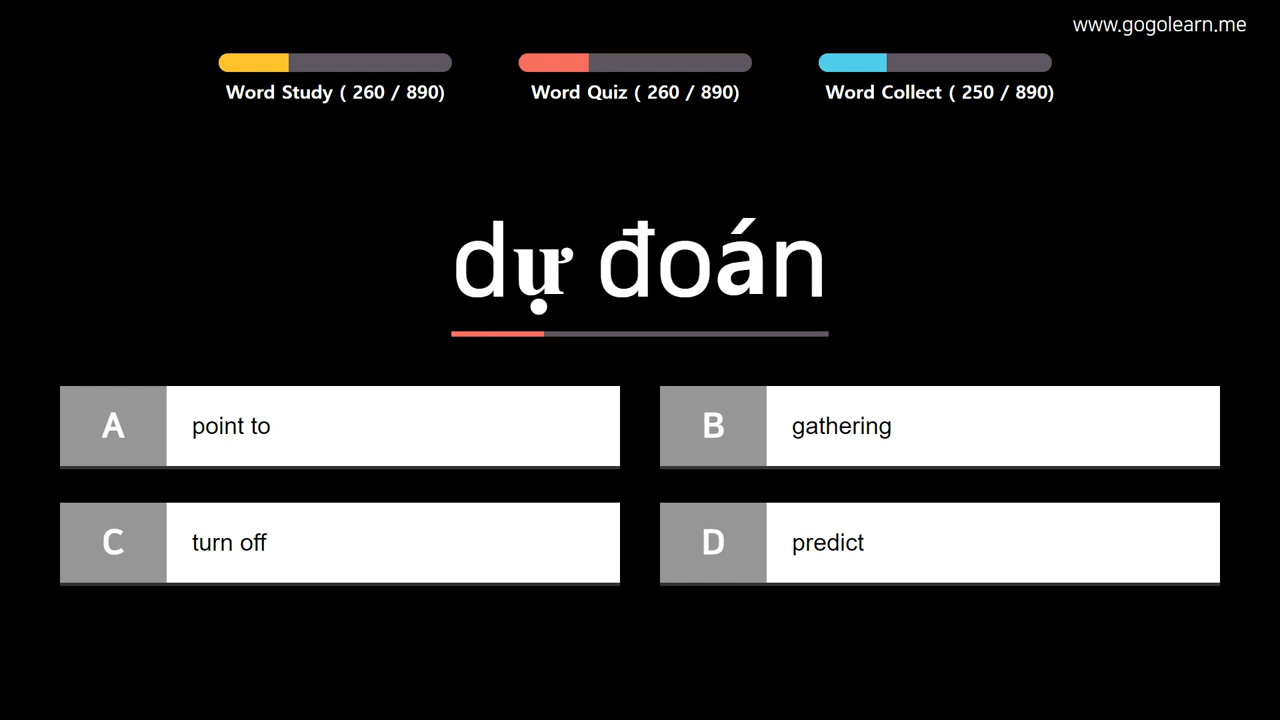 www.gogolearn.me
Word Study ( 260 / 890)
Word Quiz ( 260 / 890)
Word Collect ( 250 / 890)
dự đoán
A point to
B gathering
C turn off
D predict